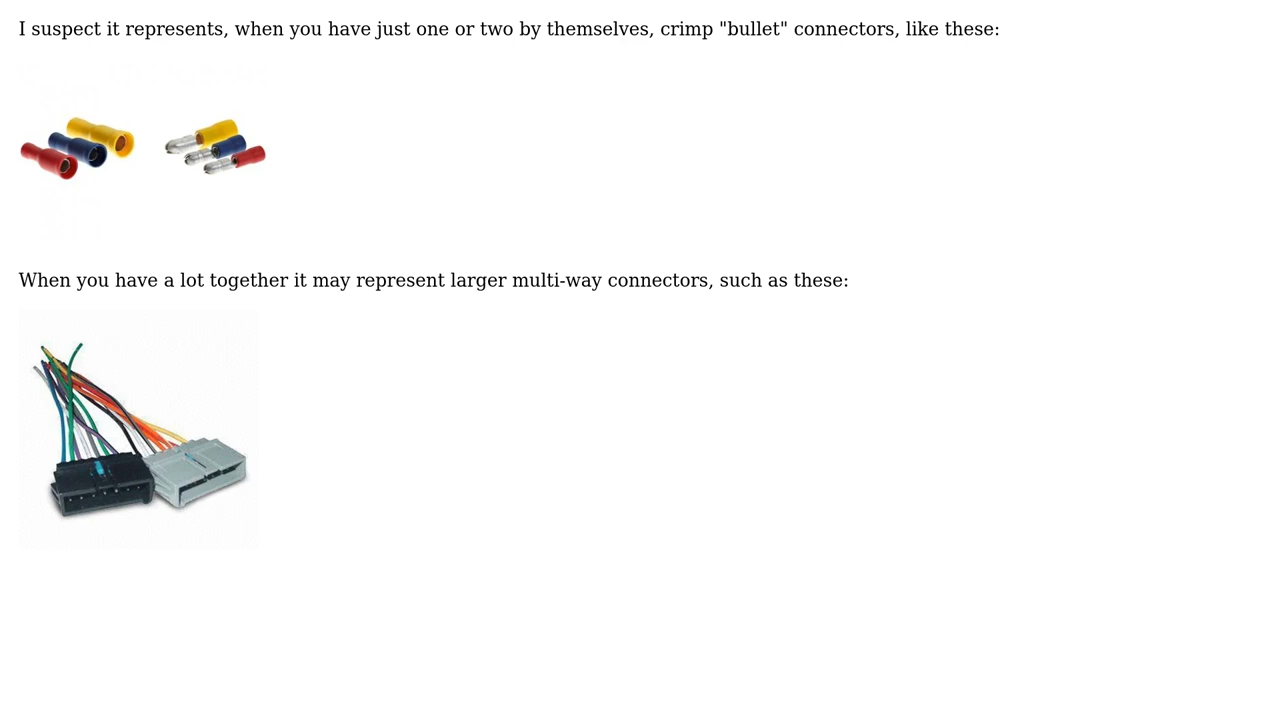 I suspect it represents, when you have just one or two by themselves, crimp "bullet" connectors, like these:
When you have a lot together it may represent larger multi-way connectors, such as these: